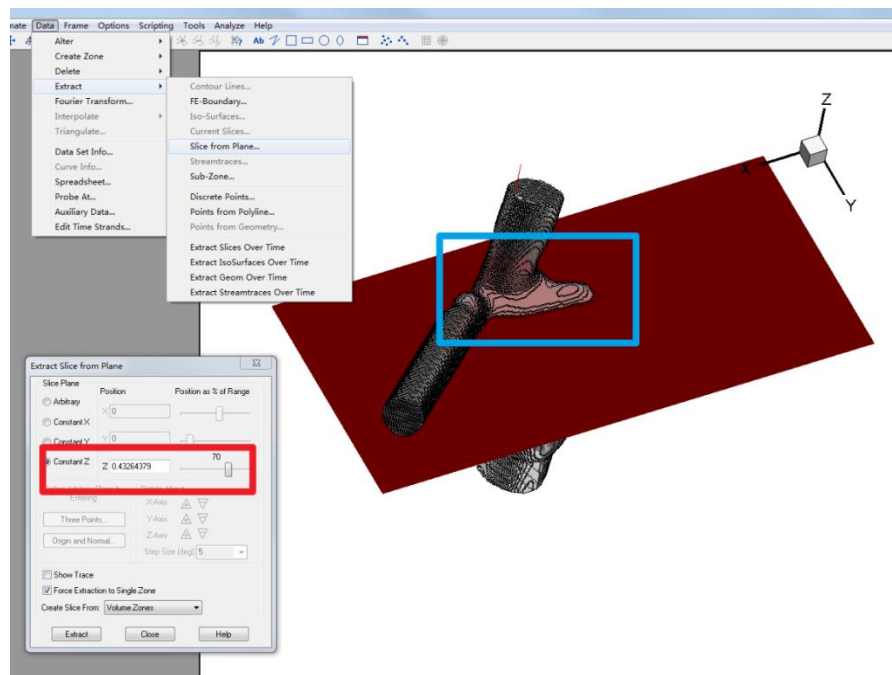 nate Data Frame Options Scripting Tools Analyze Help
Ab
Alter
Create Zone
Delete
Extract
Fourier Transform...
Interpolate
Triangulate...
Data Set Info...
Curve Info...
Spreadsheet...
Probe At...
Auxiliary Data...
Edit Time Strands...
Contour Lines...
FE-Boundary...
Iso-Surfaces...
Current Slices...
Slice from Plane...
Streamtraces...
Sub-Zone...
Discrete Points...
Points from Polyline...
Points from Geometry...
Extract Slices Over Time
Extract IsoSurfaces Over Time
Extract Geom Over Time
Extract Streamtraces Over Time
Z
X
Y
Extract Slice from Plane
Slice Plane
Position Position as % of Range
Arbitrary
X 0
Constant X
Y 0
Constant Y
70
Constant Z Z 0.43264379
Entering
X-Axis
Three Points... Y-Axis
Z-Axis
Origin and Normal...
Step Size (deg) 5
Show Trace
Force Extraction to Single Zone
Create Slice From: Volume Zones
Extract Close Help